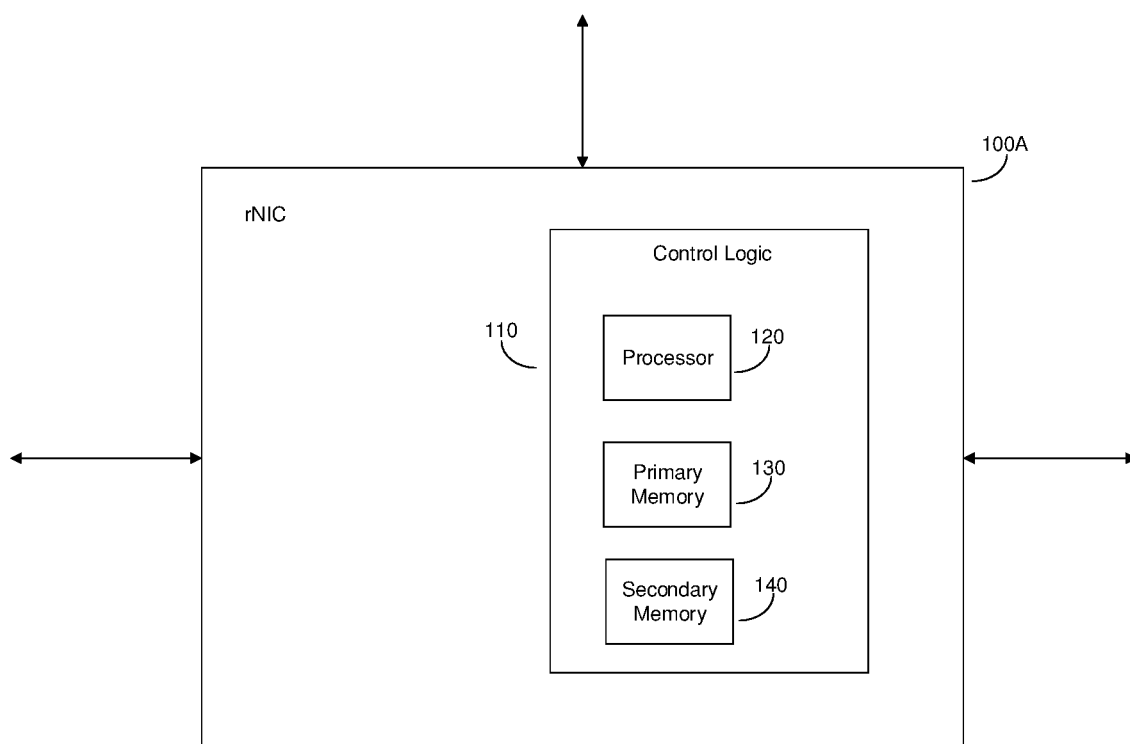 100A
rNIC
Control Logic
110
Processor
120
Primary
Memory
130
Secondary
Memory
140